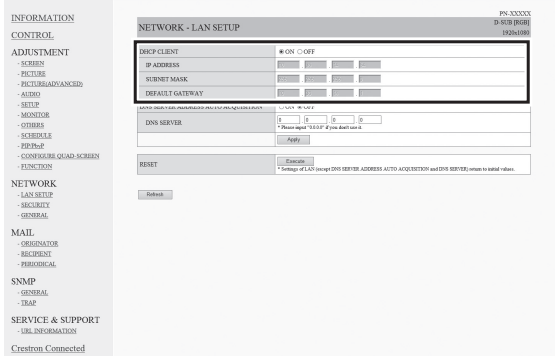 INFORMATION
CONTROL
ADJUSTMENT
- SCREEN
- PICTURE
- PICTURE(ADVANCED)
- AUDIO
- SETUP
- MONITOR
- OTHERS
- SCHEDULE
- PIP/PbyP
- CONFIGURE QUAD-SCREEN
- FUNCTION
NETWORK
- LAN SETUP
- SECURITY
- GENERAL
MAIL
- ORIGINATOR
- RECIPIENT
- PERIODICAL
SNMP
- GENERAL
- TRAP
SERVICE & SUPPORT
- URL INFORMATION
Crestron Connected
PN-XXXXX
NETWORK - LAN SETUP
D-SUB [RGB]
1920x1080
DHCP CLIENT ON OFF
IP ADDRESS
SUBNET MASK
DEFAULT GATEWAY
DNS SERVER ADDRESS AUTO ACQUISITION ON OFF
DNS SERVER 0 . 0 . 0 . 0
* Please input "0.0.0.0" if you don't use it.
Apply
RESET Execute
* Settings of LAN (except DNS SERVER ADDRESS AUTO ACQUISITION and DNS SERVER) return to initial values.
Refresh